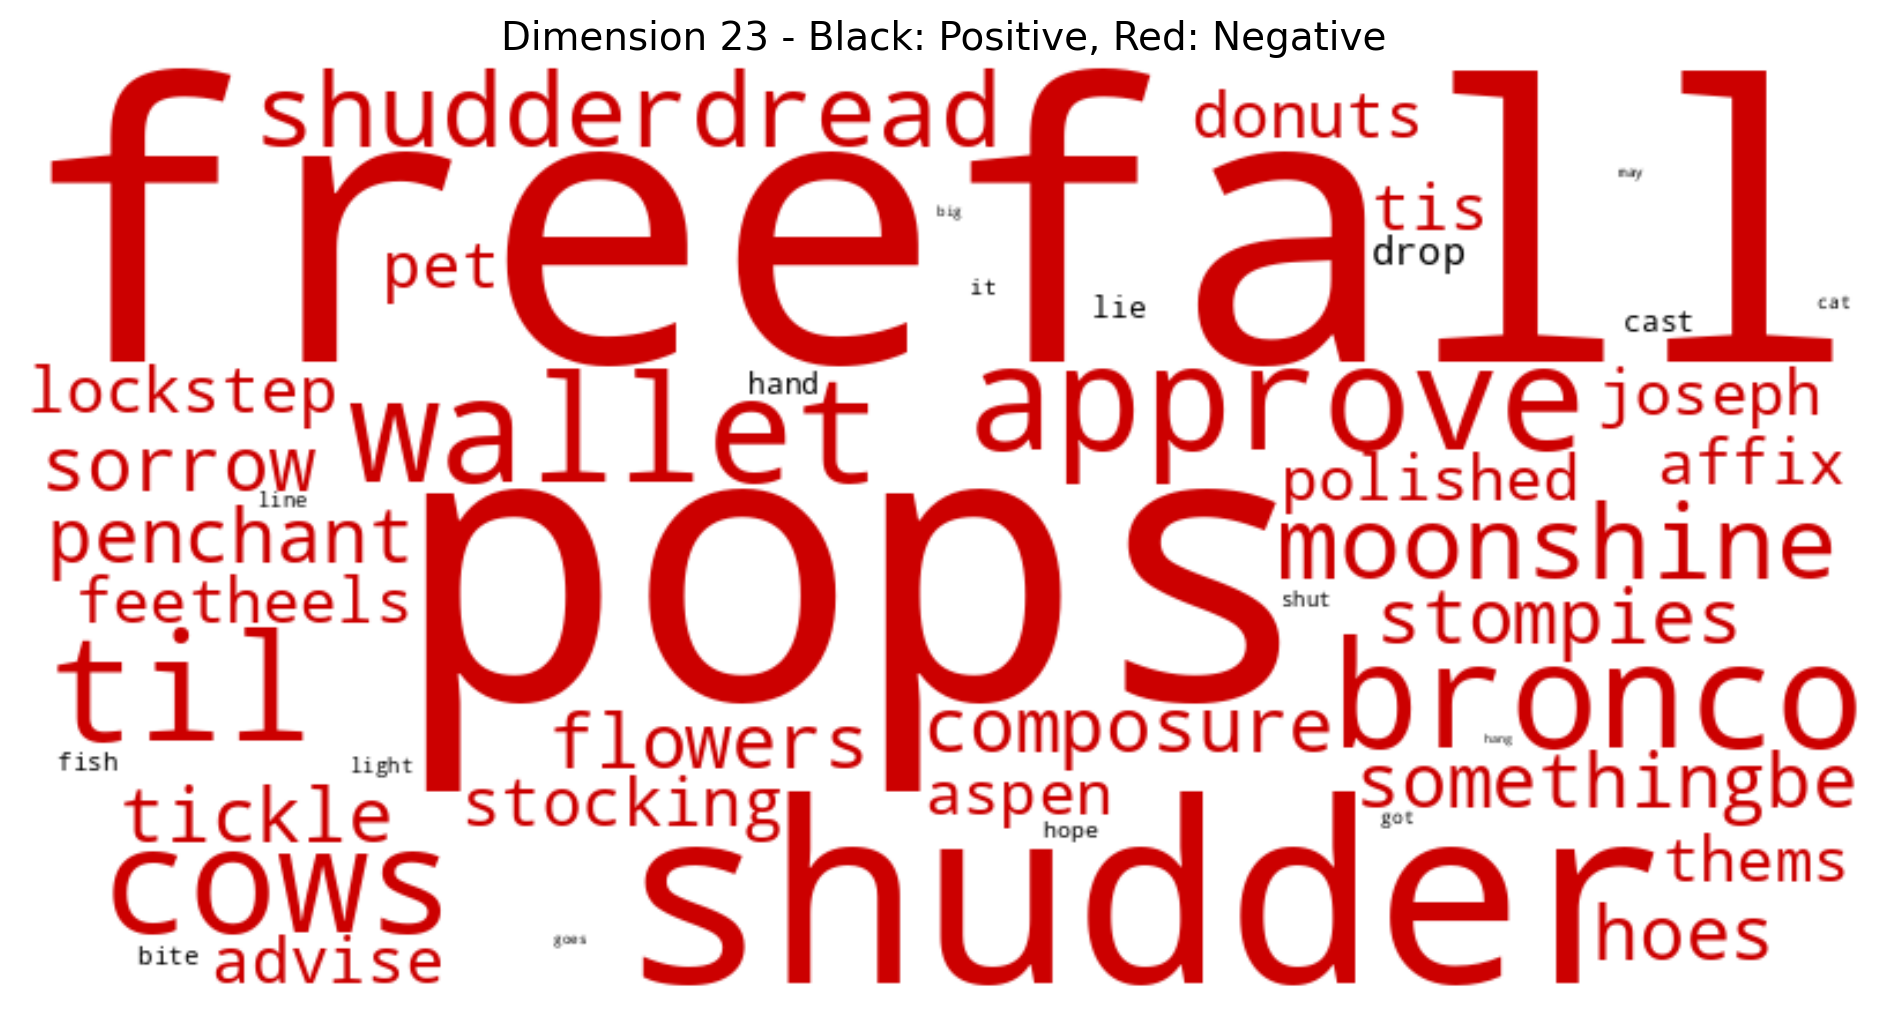 Dimension 23 - Black: Positive, Red: Negative
freefall
shudderdread
donuts
may
tis
big
pet
drop
it
lie
cast
cat
lockstep
wallet
hand
approve
joseph
sorrow
polished
affix
line
penchant
pops
moonshine
feetheels
shut
stompies
til
bronco
flowers
composure
hang
fish
light
somethingbe
tickle
stocking
aspen
got
hope
cows
shudder
thems
hoes
bite
advise
goes